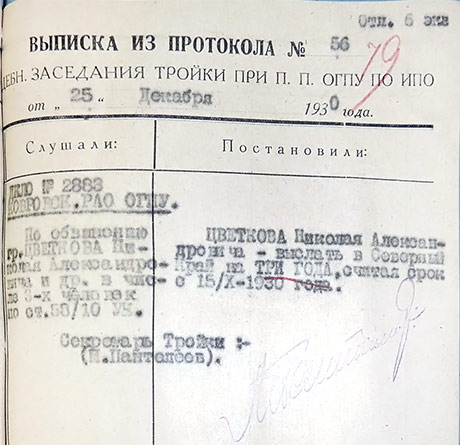 Отп. 6 экз
ВЫПИСКА ИЗ ПРОТОКОЛА № 56
79
ДЕБН. ЗАСЕДАНИЯ ТРОЙКИ ПРИ П. П. ОГПУ ПО ИПО
от „ 25 „ Декабря 1930 года.
Слушали:
ДЕЛО № 2883
КОВРОВСК. РАО ОГПУ.
По обвинению
гр. ЦВЕТКОВА Ни-
колая Александро-
вича и др. в чис-
ле 3-х человек
по ст. 58/10 УК.
Постановили:
ЦВЕТКОВА Николая Алексан-
дровича - выслать в Северный
Край на ТРИ ГОДА, считая срок
с 15/X-1930 года.
Секретарь Тройки :-
(Н. Пантелеев).